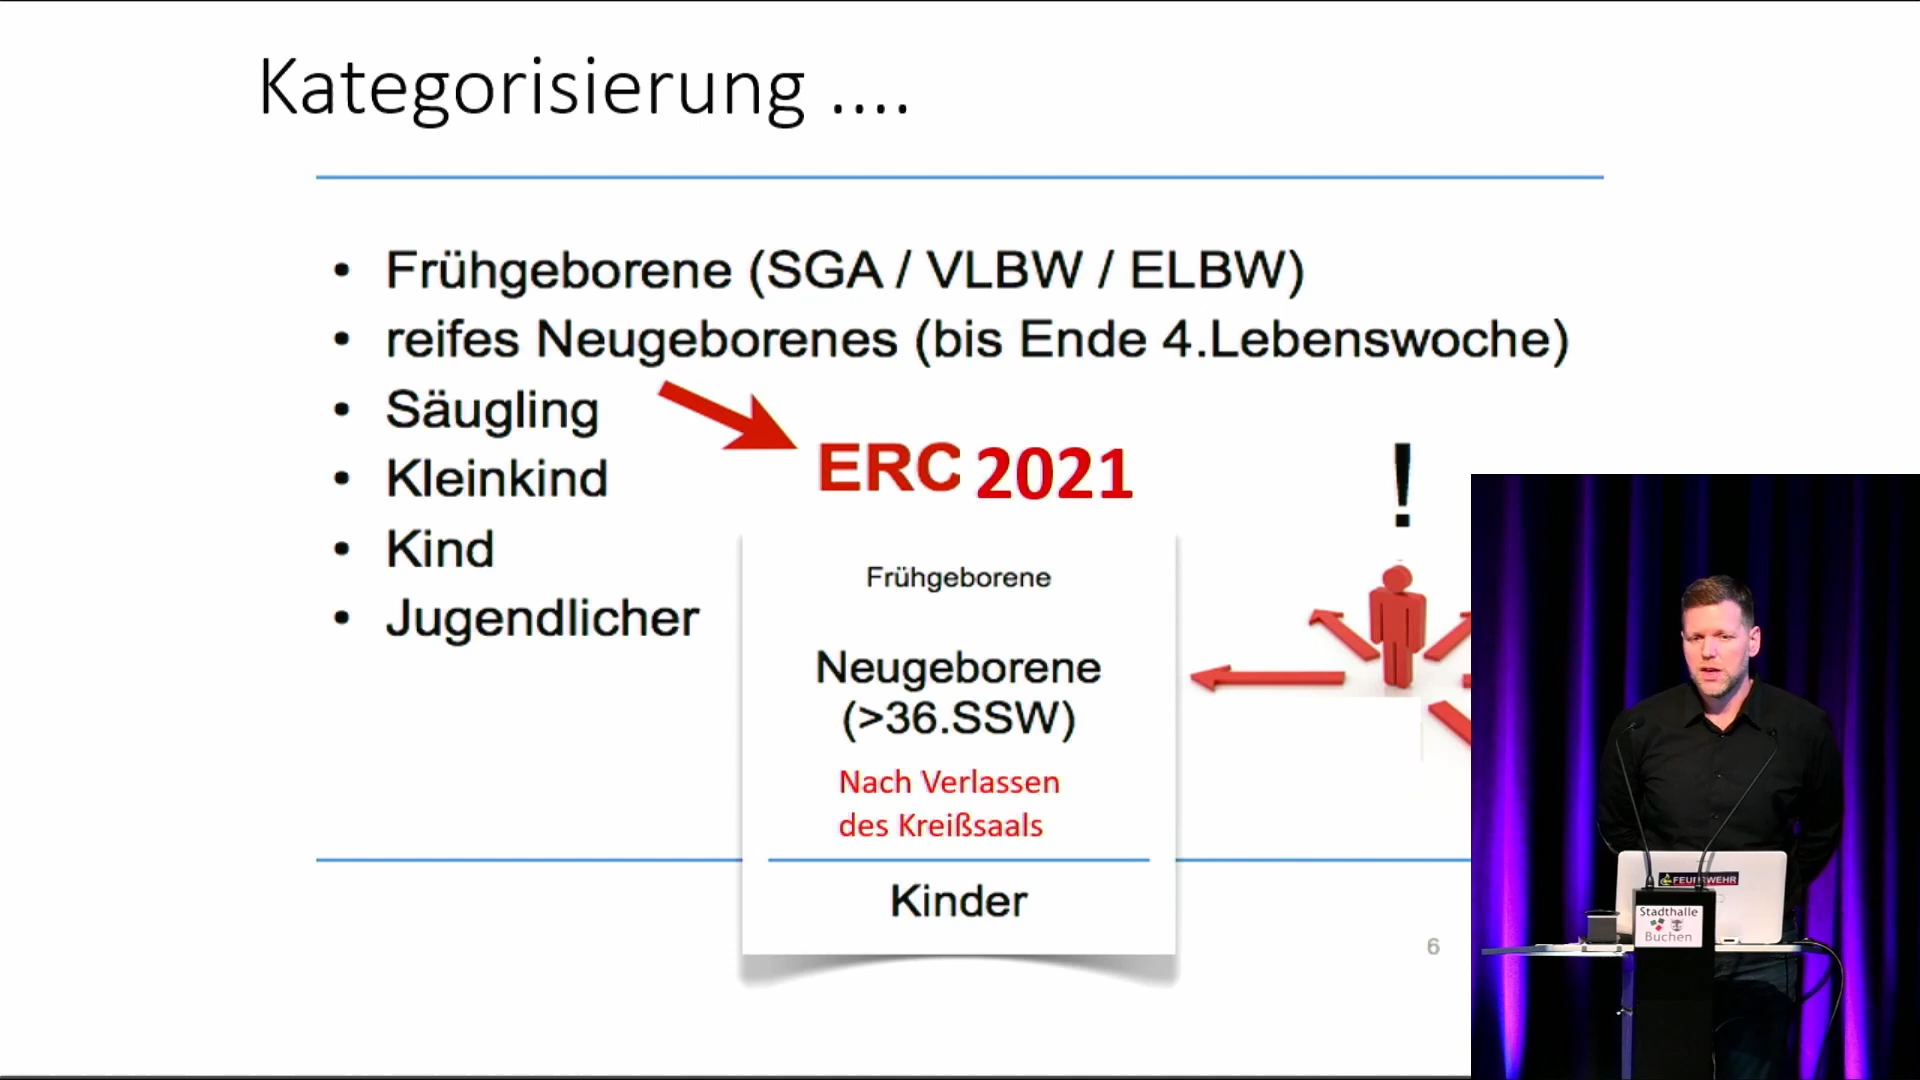 Kategorisierung ....
• Frühgeborene (SGA / VLBW / ELBW)
• reifes Neugeborenes (bis Ende 4.Lebenswoche)
• Säugling
• Kleinkind
• Kind
• Jugendlicher
ERC 2021
!
Frühgeborene
Neugeborene
(>36.SSW)
Nach Verlassen
des Kreißsaals
Kinder
6
FEUERWEHR
Stadthalle
Buchen